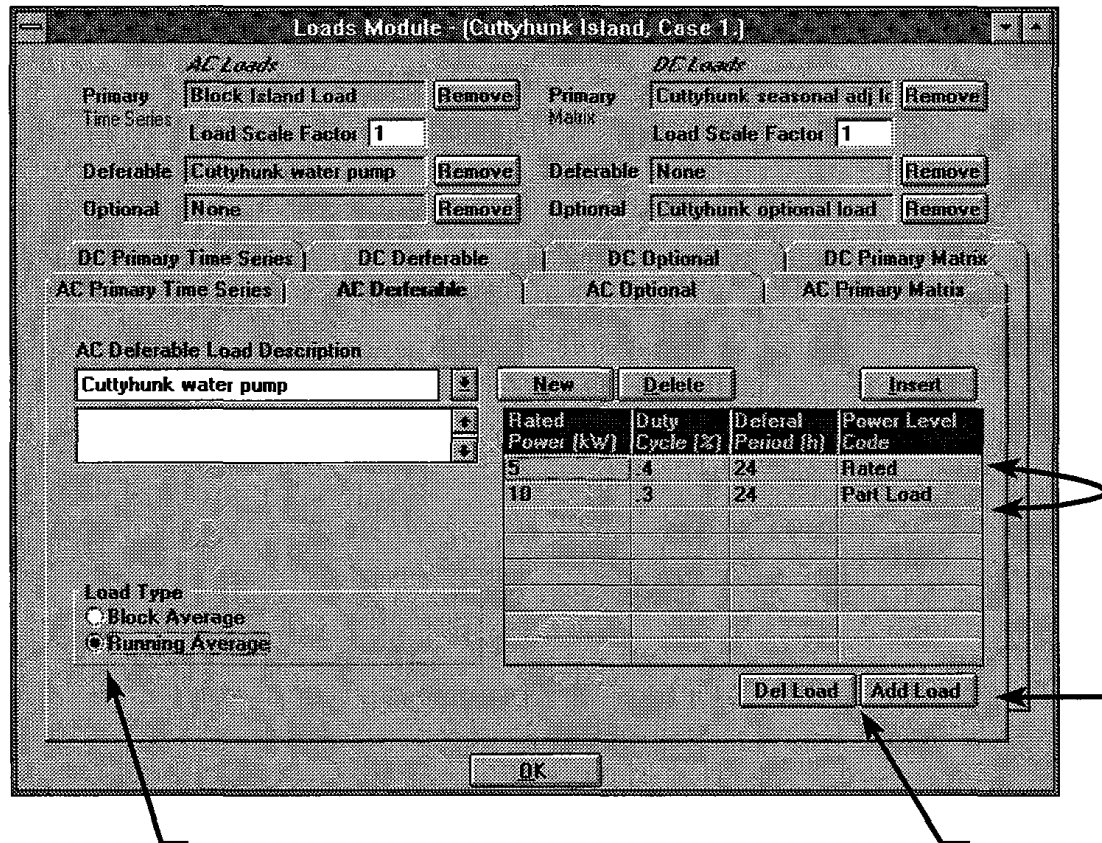 Loads Module - (Cuttyhunk Island, Case 1.)
AC Loads
DC Loads
Primary Block Island Load Remove
Time Series
Load Scale Factor 1
Deferable Cuttyhunk water pump Remove
Optional None Remove
Primary Cuttyhunk seasonal adj lo Remove
Matrix
Load Scale Factor 1
Deferable None Remove
Optional Cuttyhunk optional load Remove
DC Primary Time Series DC Derferable DC Optional DC Primary Matrix
AC Primary Time Series AC Derferable AC Optional AC Primary Matrix
AC Deferable Load Description
Cuttyhunk water pump
New Delete Insert
Rated Power (kW) Duty Cycle (%) Deferal Period (h) Power Level Code
5 .4 24 Rated
10 .3 24 Part Load
Load Type
Block Average
Running Average
Del Load Add Load
OK